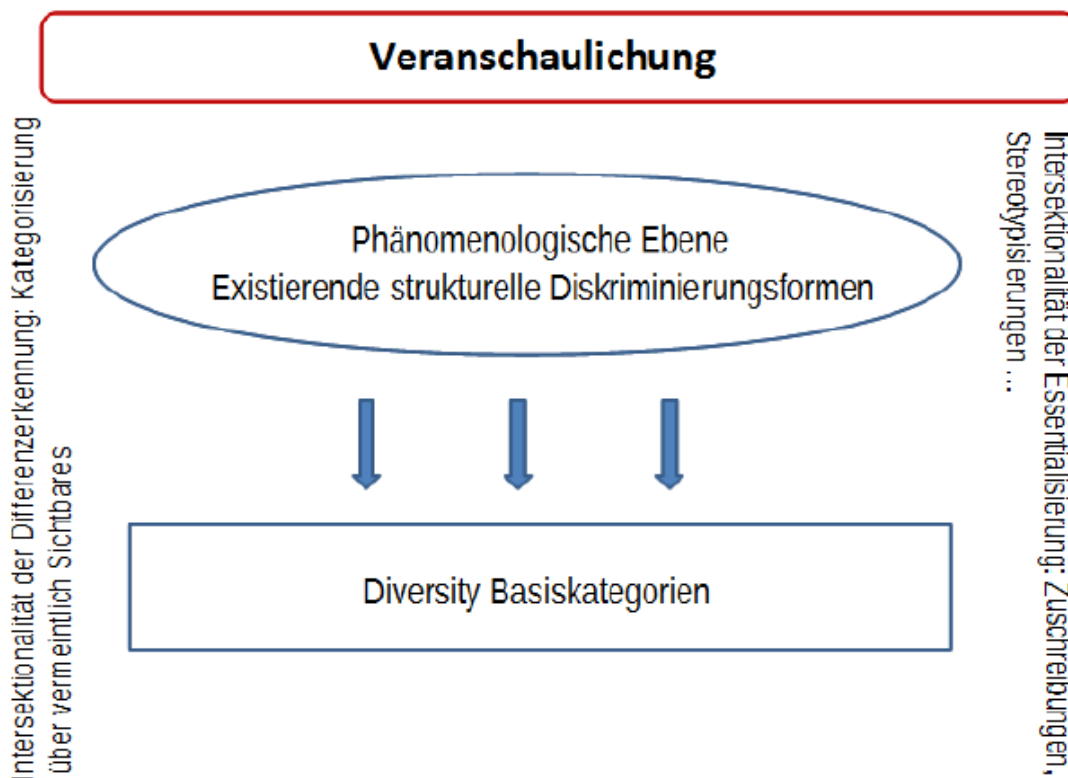 Veranschaulichung
Intersektionalität der Differenzerkennung: Kategorisierung
über vermeintlich Sichtbares
Phänomenologische Ebene
Existierende strukturelle Diskriminierungsformen
Diversity Basiskategorien
Intersektionalität der Essentialisierung: Zuschreibungen,
Stereotypisierungen ...